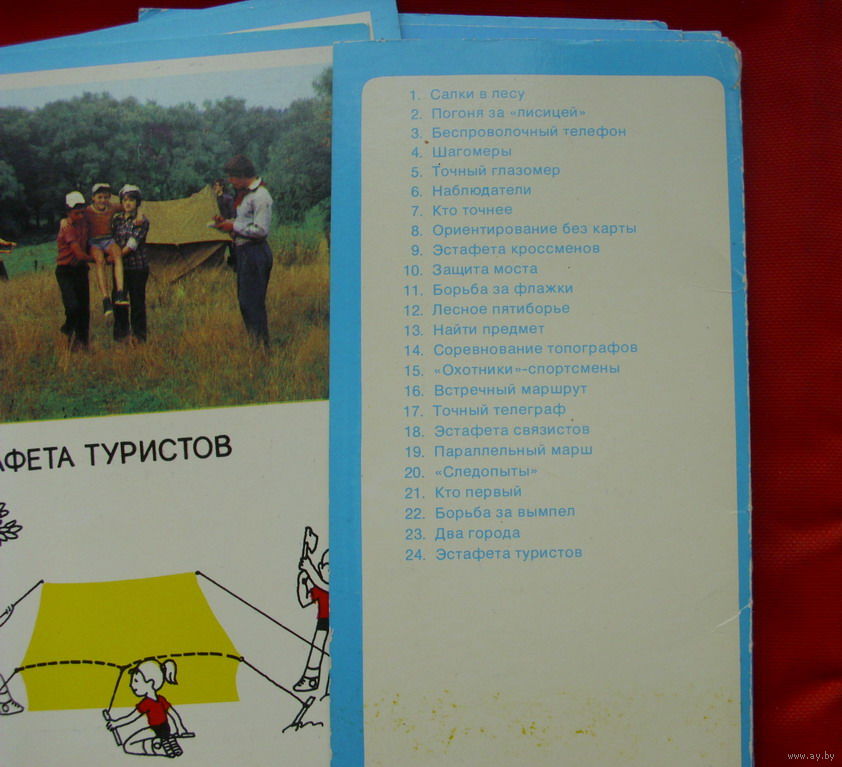 1. Салки в лесу
2. Погоня за «лисицей»
3. Беспроволочный телефон
4. Шагомеры
5. Точный глазомер
6. Наблюдатели
7. Кто точнее
8. Ориентирование без карты
9. Эстафета кроссменов
10. Защита моста
11. Борьба за флажки
12. Лесное пятиборье
13. Найти предмет
14. Соревнование топографов
15. «Охотники»-спортсмены
16. Встречный маршрут
17. Точный телеграф
18. Эстафета связистов
19. Параллельный марш
20. «Следопыты»
21. Кто первый
22. Борьба за вымпел
23. Два города
24. Эстафета туристов
АФЕТА ТУРИСТОВ
www.ay.by